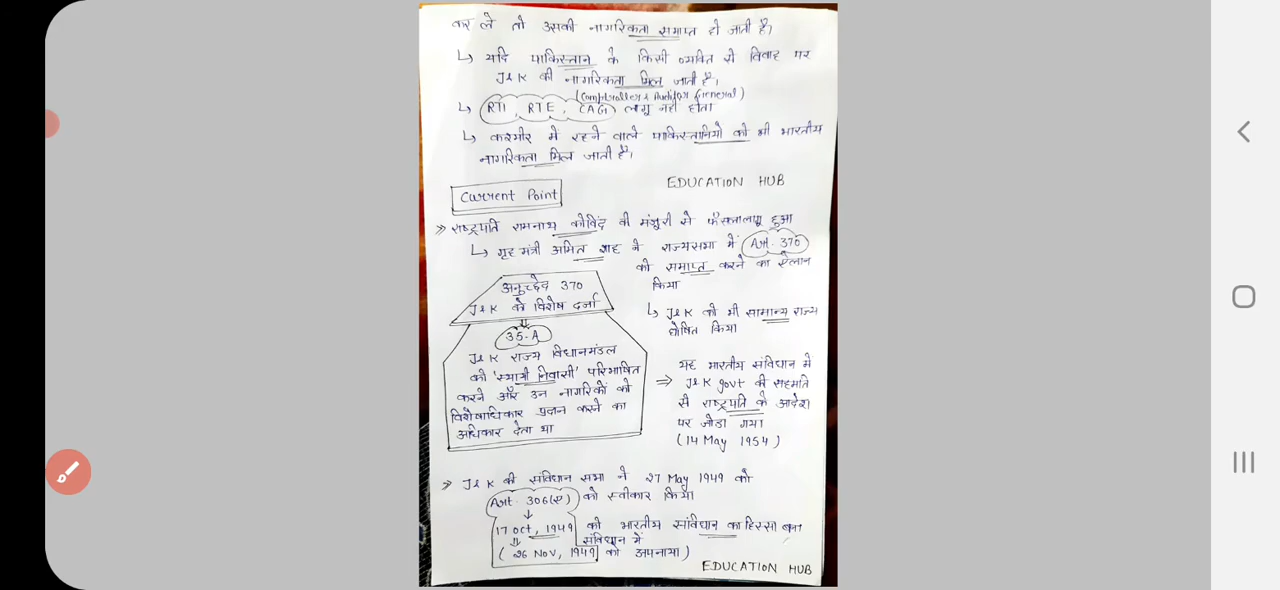 कर ले तो उसकी नागरिकता समाप्त हो जाती है।
↳ यदि पाकिस्तान के किसी व्यक्ति से विवाह पर
J&K की नागरिकता मिल जाती है।
(Comptroller & Auditor General)
↳ RTI, RTE, CAG लागू नहीं होता
↳ कश्मीर में रहने वाले पाकिस्तानियो को भी भारतीय
नागरिकता मिल जाती है।
EDUCATION HUB
Current Point
» राष्ट्रपति रामनाथ कोविंद की मंजुरी से फैसला लागू हुआ
↳ गृह मंत्री अमित शाह ने राज्यसभा में Art. 370
को समाप्त करने का ऐलान
किया
अनुच्छेद 370
J&K को विशेष दर्जा
⇓
35-A
J&K राज्य विधानमंडल
को 'स्थायी निवासी' परिभाषित
करने और उन नागरिकों को
विशेषाधिकार प्रदान करने का
अधिकार देता था
↳ J&K को भी सामान्य राज्य
घोषित किया
यह भारतीय संविधान में
⇒ J&K govt की सहमति
से राष्ट्रपति के आदेश
पर जोडा गया
(14 May 1954)
» J&K की संविधान सभा ने 27 May 1949 को
Art. 306(ए) को स्वीकार किया
↓
17 Oct, 1949 को भारतीय संविधान का हिस्सा बना
⇓ संविधान में
(26 Nov, 1949 को अपनाया)
EDUCATION HUB